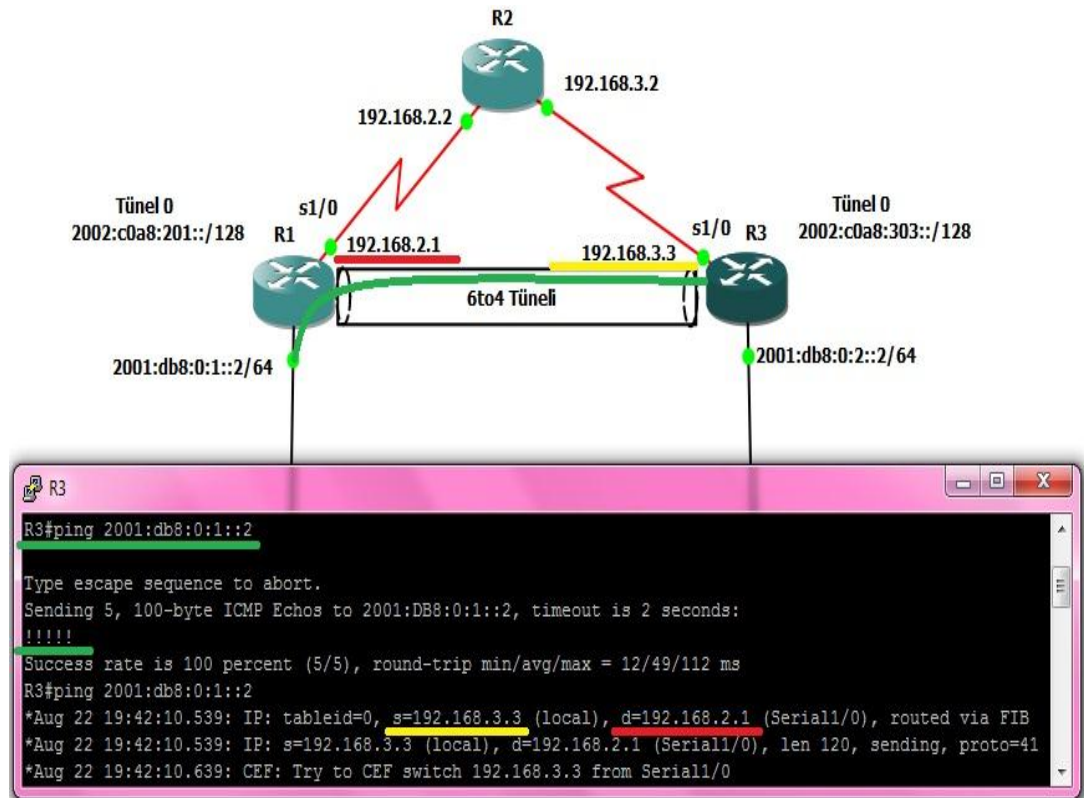 R2
192.168.3.2
192.168.2.2
Tünel 0
2002:c0a8:201::/128
s1/0
R1
192.168.2.1
192.168.3.3
s1/0
R3
Tünel 0
2002:c0a8:303::/128
6to4 Tüneli
2001:db8:0:1::2/64
2001:db8:0:2::2/64
R3
R3#ping 2001:db8:0:1::2
Type escape sequence to abort.
Sending 5, 100-byte ICMP Echos to 2001:DB8:0:1::2, timeout is 2 seconds:
!!!!!
Success rate is 100 percent (5/5), round-trip min/avg/max = 12/49/112 ms
R3#ping 2001:db8:0:1::2
*Aug 22 19:42:10.539: IP: tableid=0, s=192.168.3.3 (local), d=192.168.2.1 (Serial1/0), routed via FIB
*Aug 22 19:42:10.539: IP: s=192.168.3.3 (local), d=192.168.2.1 (Serial1/0), len 120, sending, proto=41
*Aug 22 19:42:10.639: CEF: Try to CEF switch 192.168.3.3 from Serial1/0